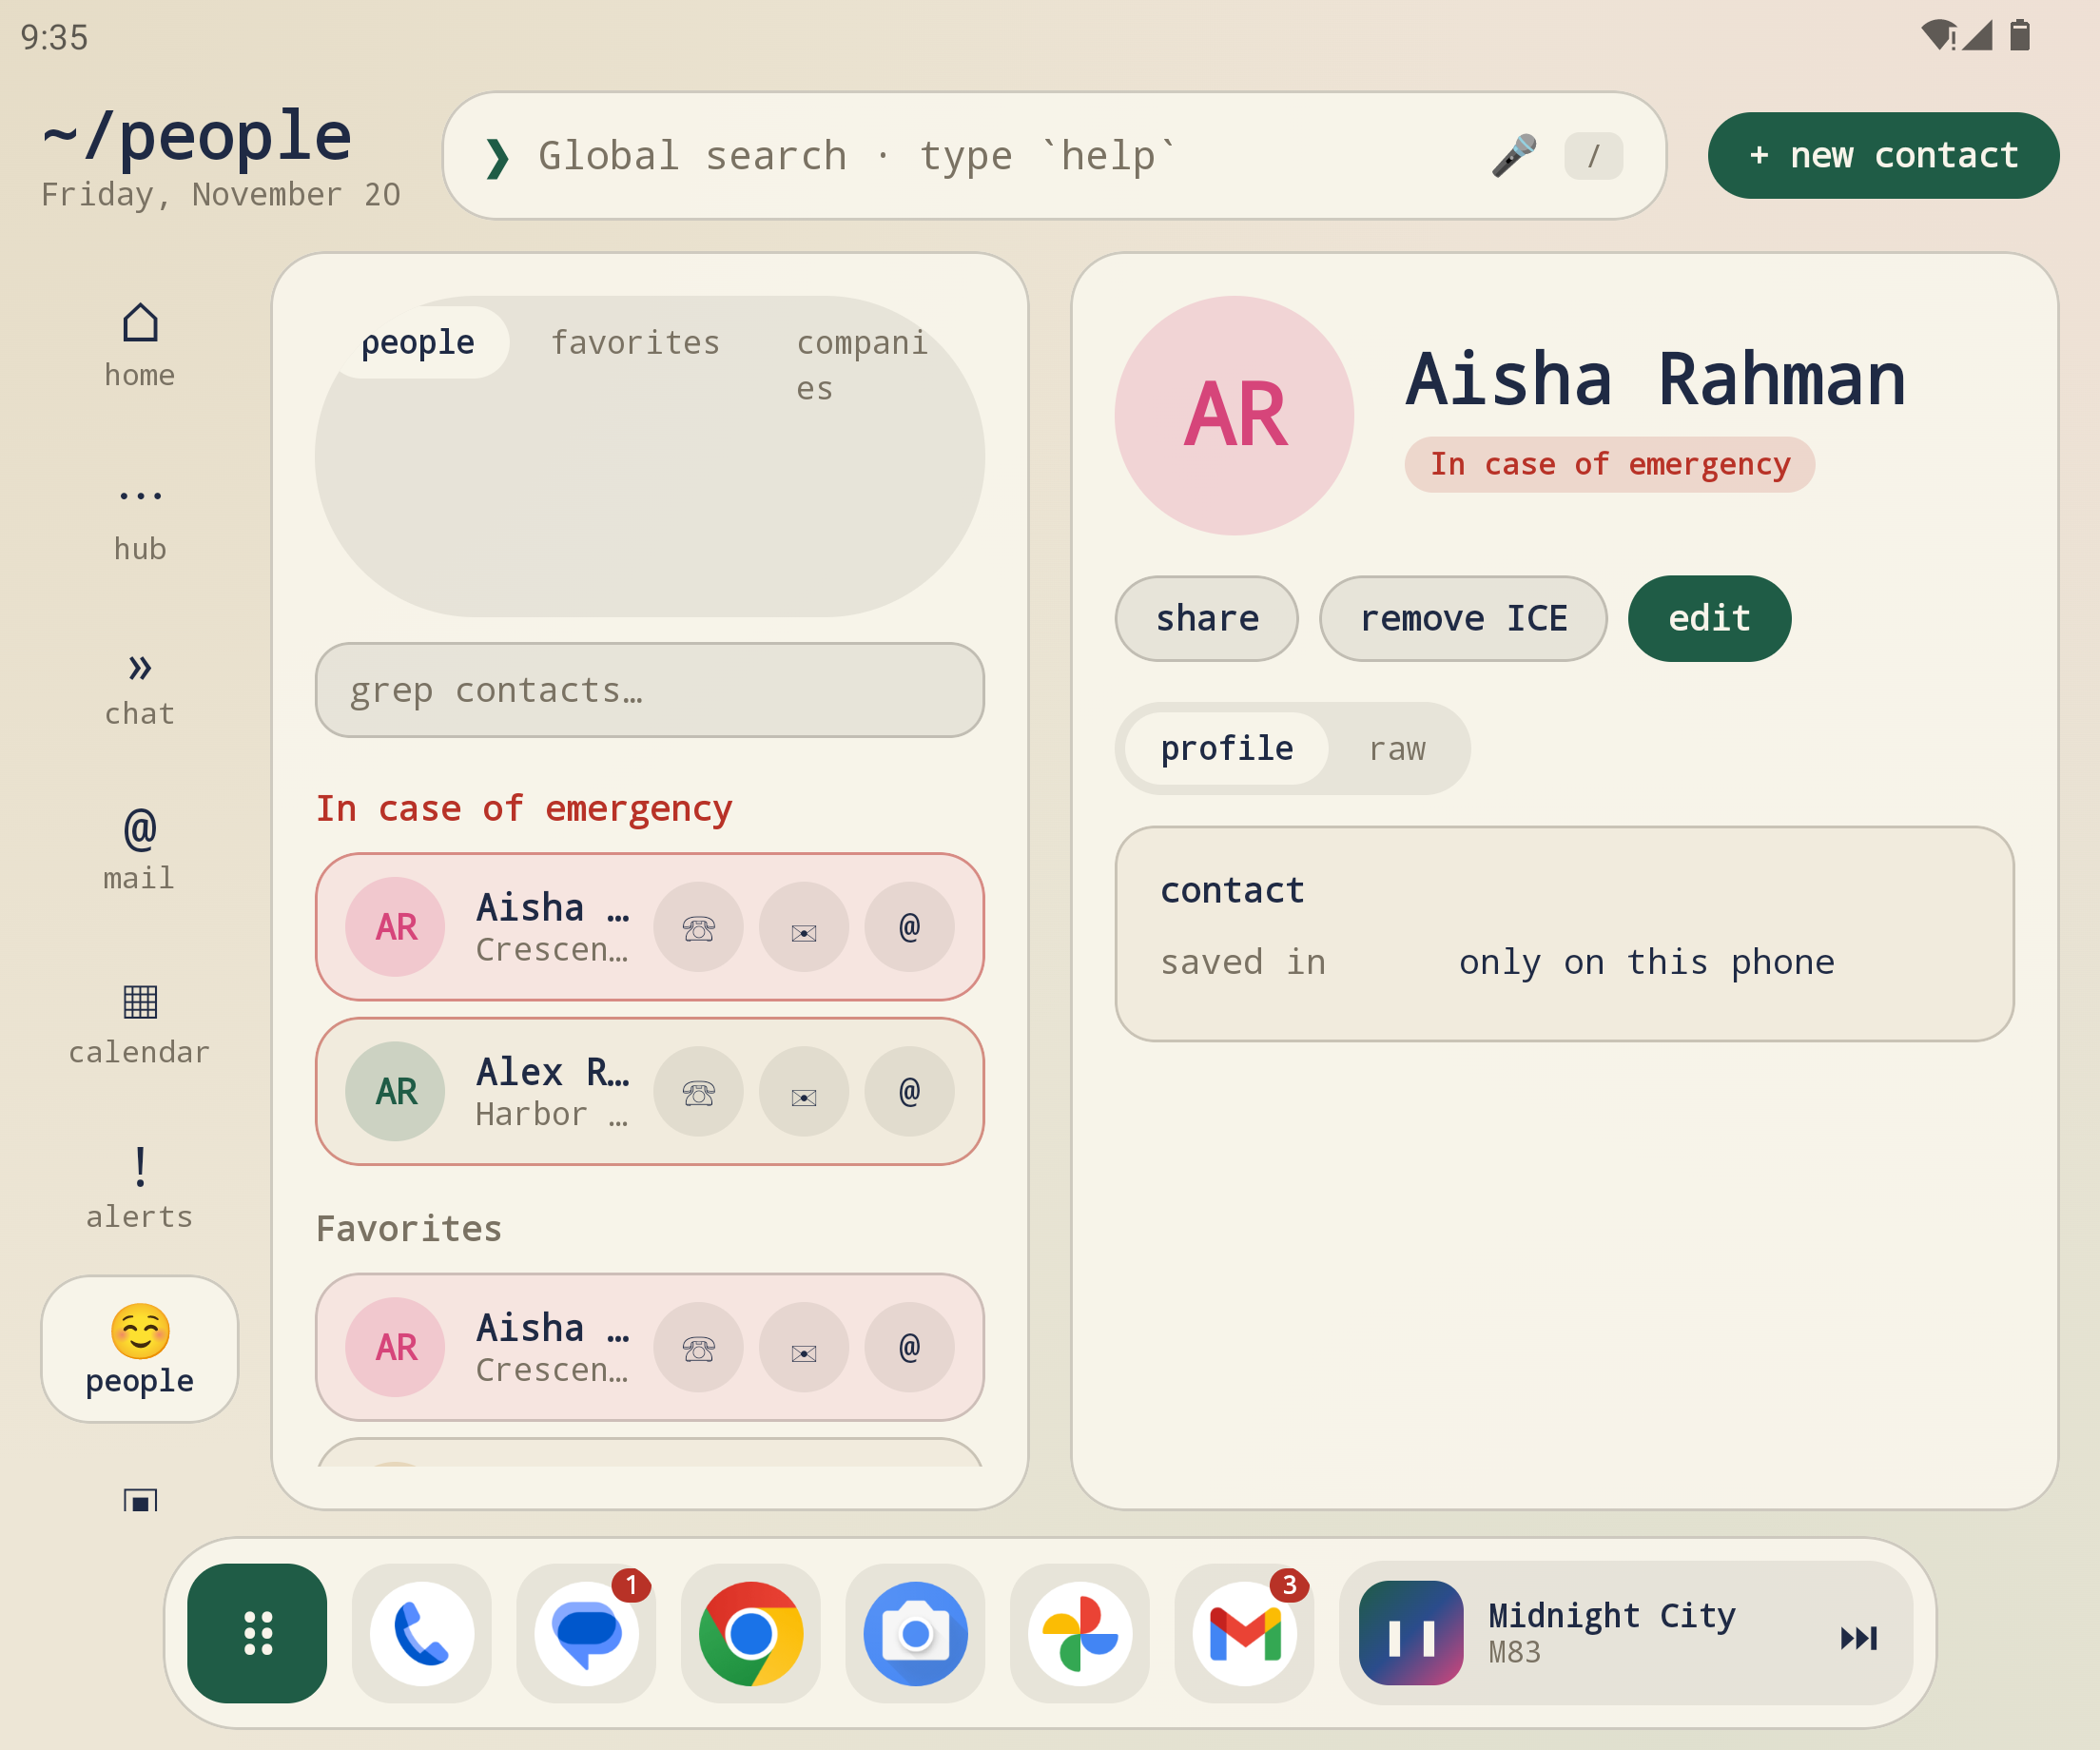 9:35
~/people
Friday, November 20
❯ Global search · type `help`
/
+ new contact
home
hub
chat
@
mail
calendar
!
alerts
people
people
favorites
compani
es
grep contacts…
In case of emergency
AR
Aisha …
Crescen…
@
AR
Alex R…
Harbor …
@
Favorites
AR
Aisha …
Crescen…
@
AR
Aisha Rahman
In case of emergency
share
remove ICE
edit
profile
raw
contact
saved in
only on this phone
1
3
Midnight City
M83